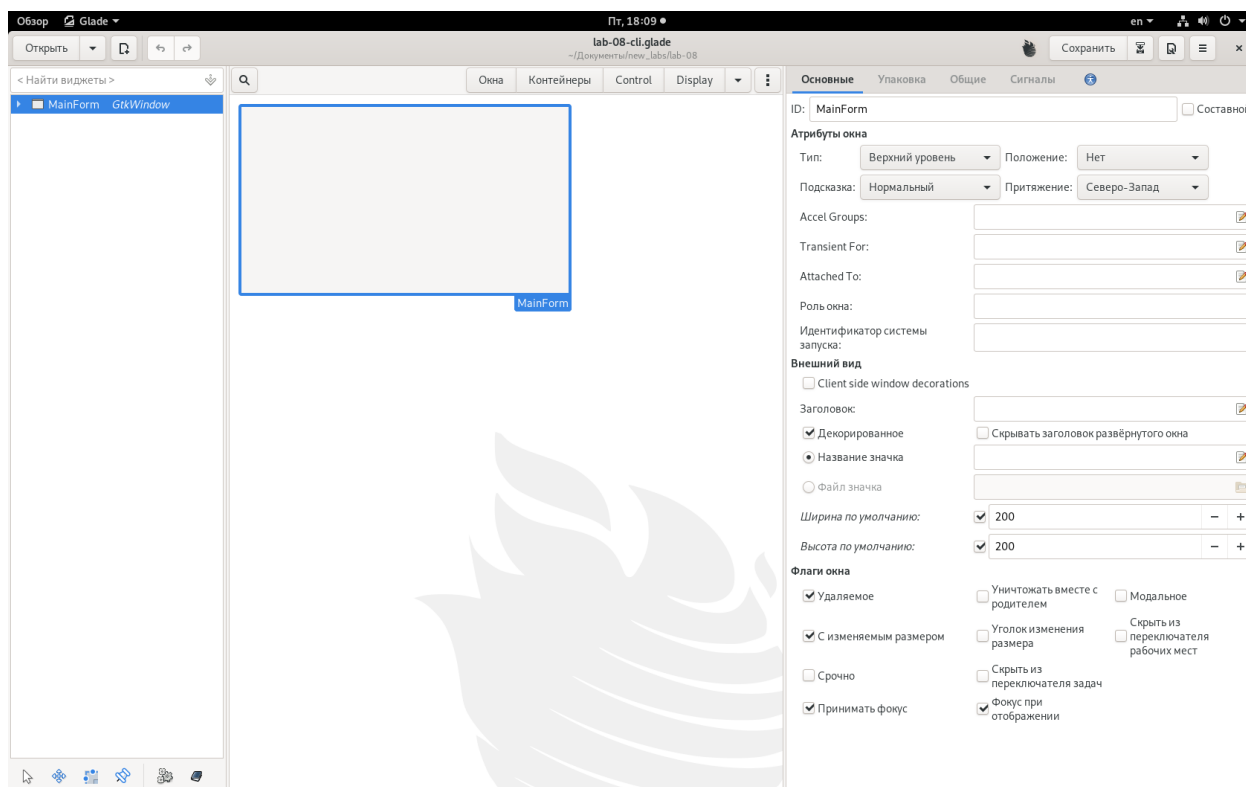 Обзор Glade Пт, 18:09 en
Открыть lab-08-cli.glade Сохранить
~/Документы/new_labs/lab-08
< Найти виджеты > Окна Контейнеры Control Display Основные Упаковка Общие Сигналы
MainForm GtkWindow
MainForm
ID: MainForm Составной
Атрибуты окна
Тип: Верхний уровень Положение: Нет
Подсказка: Нормальный Притяжение: Северо-Запад
Accel Groups:
Transient For:
Attached To:
Роль окна:
Идентификатор системы
запуска:
Внешний вид
Client side window decorations
Заголовок:
Декорированное Скрывать заголовок развёрнутого окна
Название значка
Файл значка
Ширина по умолчанию: 200 − +
Высота по умолчанию: 200 − +
Флаги окна
Удаляемое Уничтожать вместе с
родителем Модальное
С изменяемым размером Уголок изменения
размера Скрыть из
переключателя
рабочих мест
Срочно Скрыть из
переключателя задач
Принимать фокус Фокус при
отображении